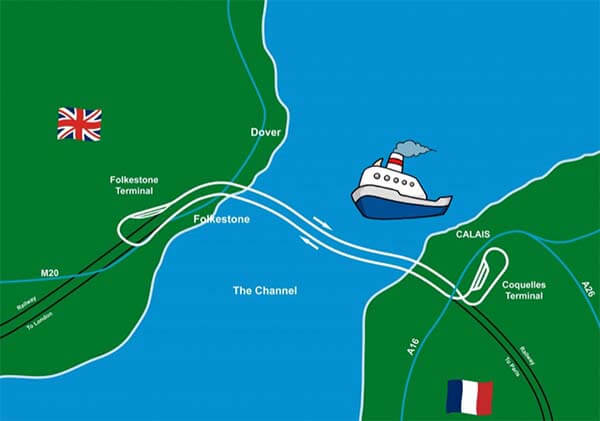 Dover
Folkestone
Terminal
Folkestone
CALAIS
M20
The Channel
Coquelles
Terminal
A26
Railway
To London
A16
Railway
To Paris